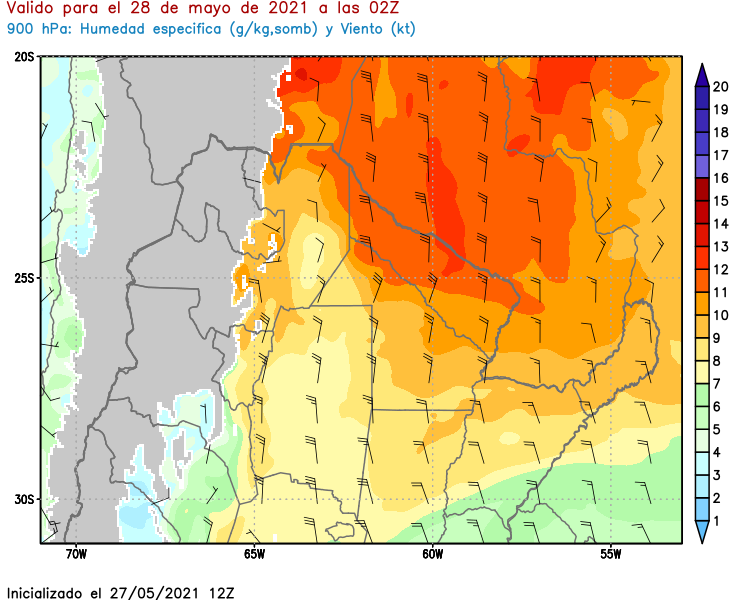 Valido para el 28 de mayo de 2021 a las 02Z
900 hPa: Humedad especifica (g/kg,somb) y Viento (kt)
20S
25S
30S
70W
65W
60W
55W
20
19
18
17
16
15
14
13
12
11
10
9
8
7
6
5
4
3
2
1
Inicializado el 27/05/2021 12Z